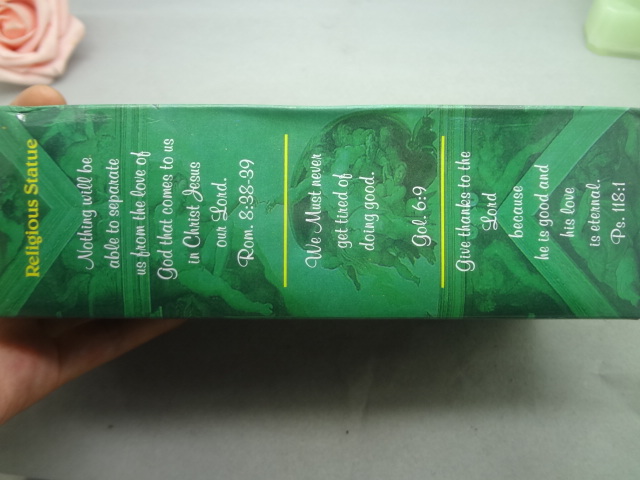 Religious Statue
Nothing will be
able to separate
us from the love of
God that comes to us
in Christ Jesus
our Lord.
Rom. 8:38-39
We Must never
get tired of
doing good.
Gol. 6:9
Give thanks to the
Lord
because
he is good and
his love
is eternal.
Ps. 118:1